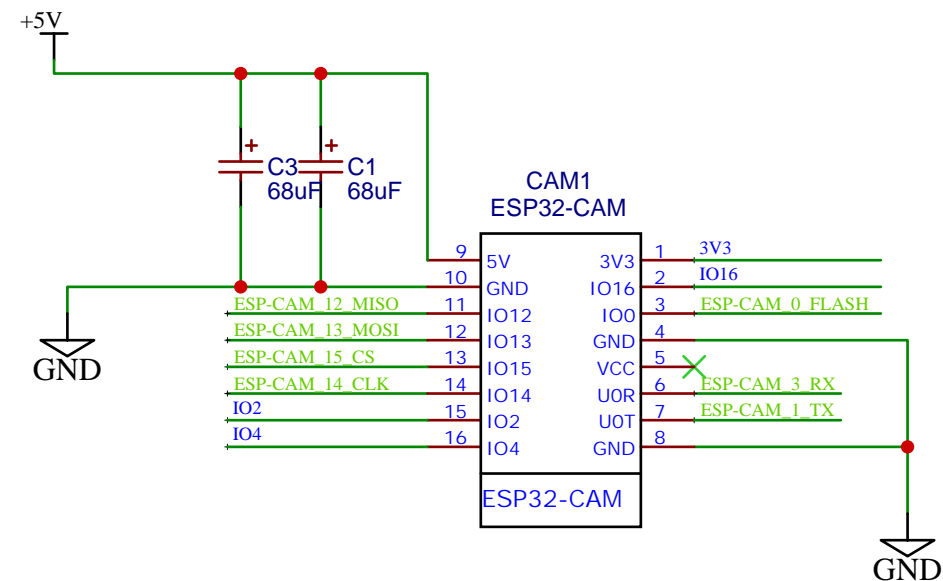 +5V
+
+
C3
68uF
C1
68uF
CAM1
ESP32-CAM
GND
9
5V
10
GND
ESP-CAM_12_MISO
11
IO12
ESP-CAM_13_MOSI
12
IO13
ESP-CAM_15_CS
13
IO15
ESP-CAM_14_CLK
14
IO14
IO2
15
IO2
IO4
16
IO4
3V3
1
3V3
IO16
2
IO16
IO0
3
ESP-CAM_0_FLASH
GND
4
VCC
5
U0R
6
ESP-CAM_3_RX
U0T
7
ESP-CAM_1_TX
GND
8
ESP32-CAM
GND